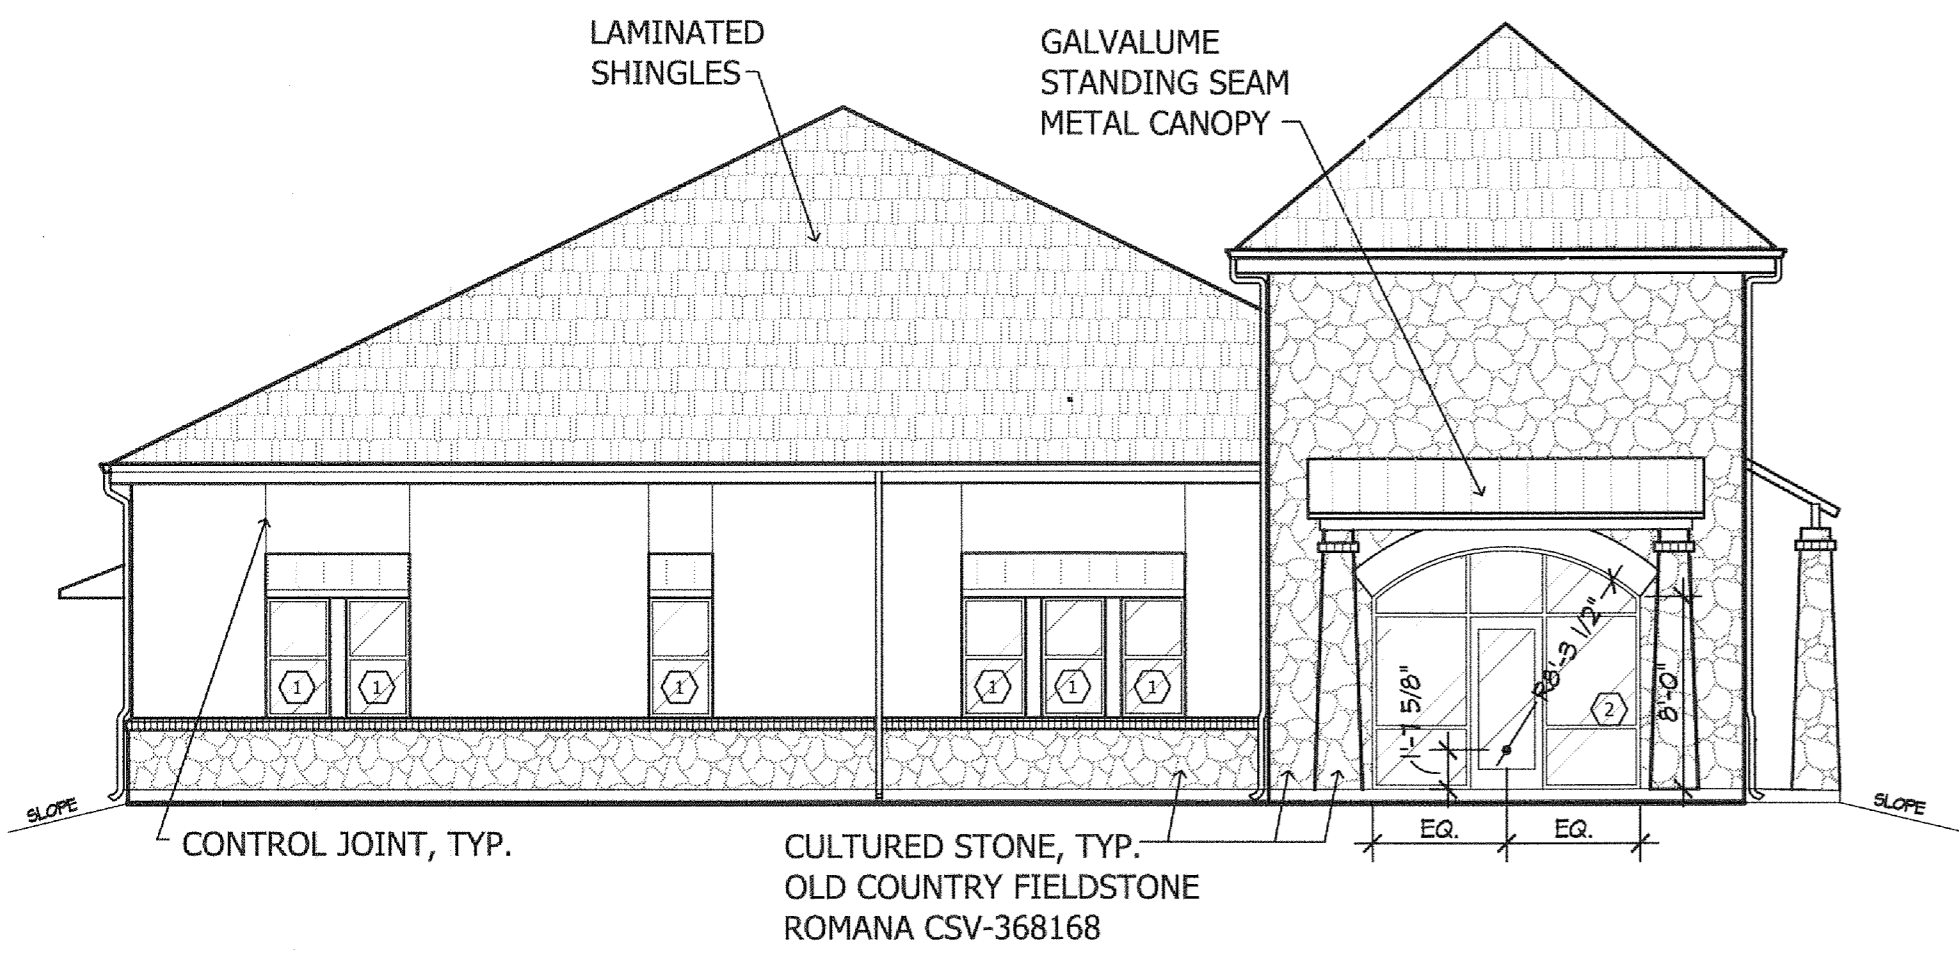 LAMINATED
SHINGLES
GALVALUME
STANDING SEAM
METAL CANOPY
1
1
1
1
1
1
2
1'-7 5/8"
R8'-3 1/2"
8'-0"
SLOPE
SLOPE
EQ.
EQ.
CONTROL JOINT, TYP.
CULTURED STONE, TYP.
OLD COUNTRY FIELDSTONE
ROMANA CSV-368168